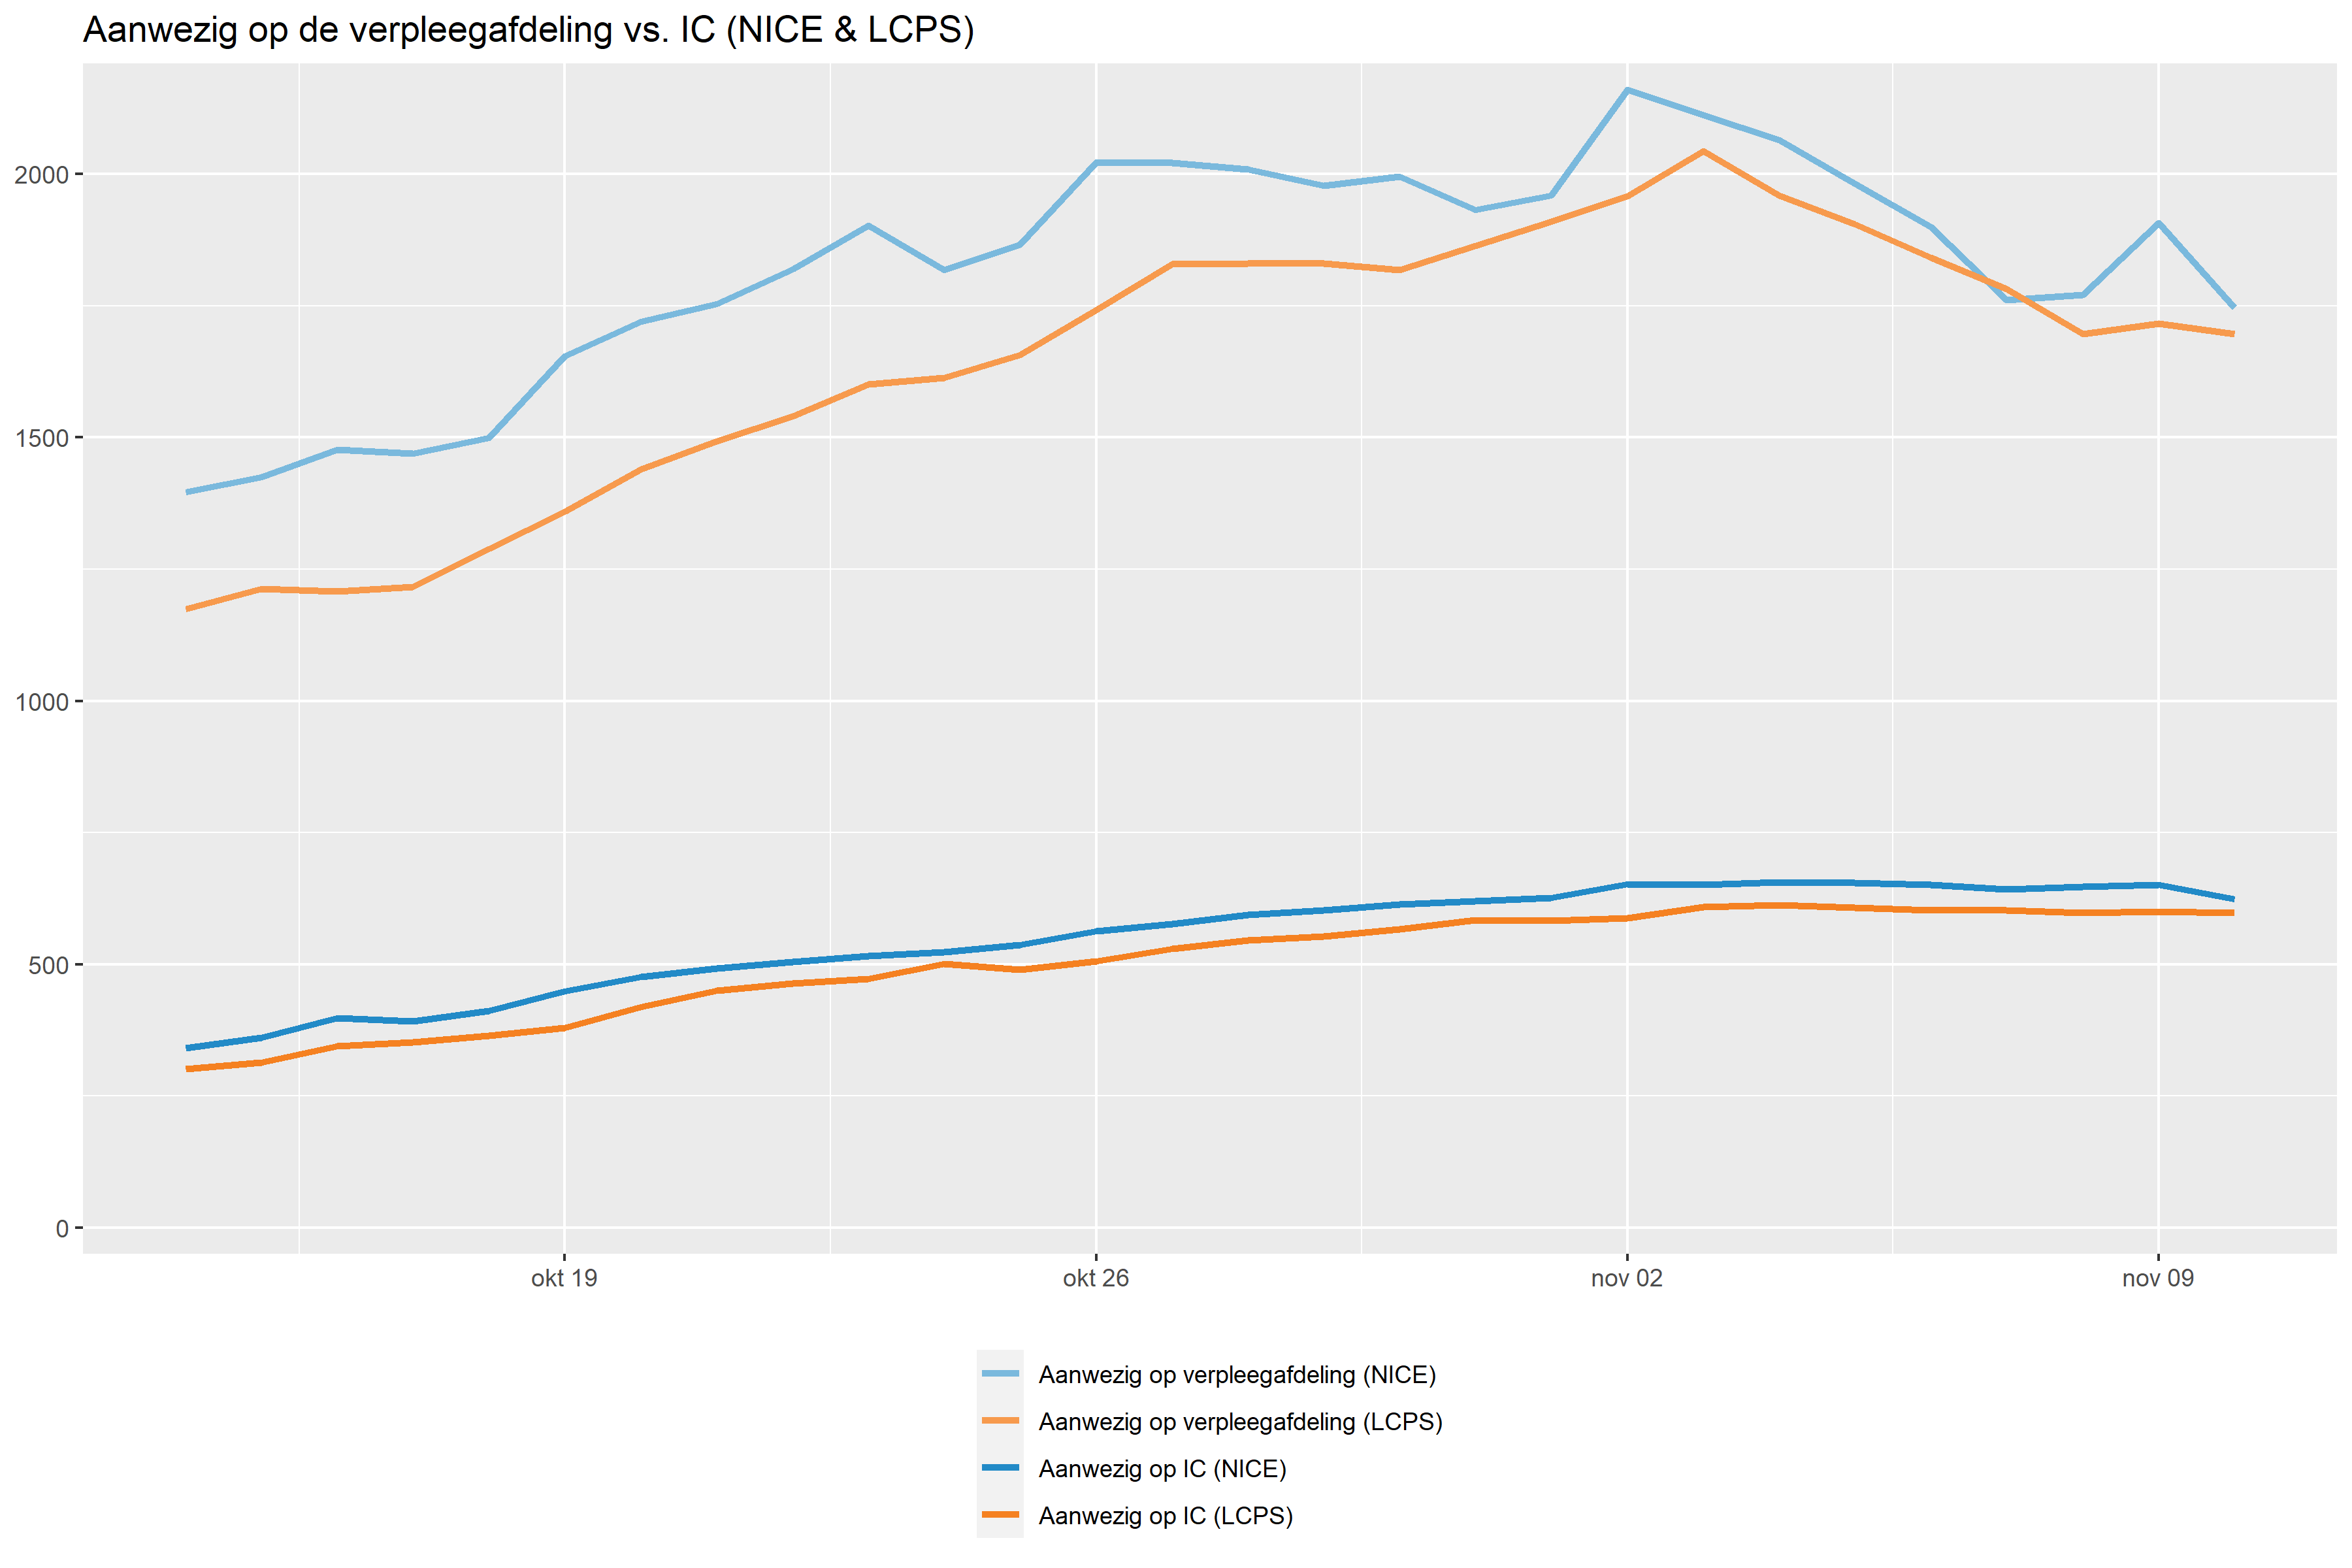 Aanwezig op de verpleegafdeling vs. IC (NICE & LCPS)
2000
1500
1000
500
0
okt 19 okt 26 nov 02 nov 09
Aanwezig op verpleegafdeling (NICE)
Aanwezig op verpleegafdeling (LCPS)
Aanwezig op IC (NICE)
Aanwezig op IC (LCPS)